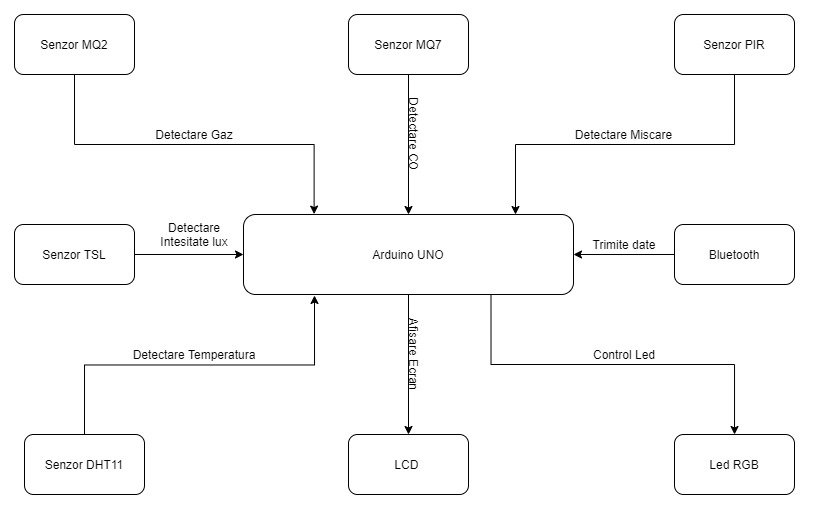 Senzor MQ2
Senzor MQ7
Senzor PIR
Detectare Gaz
Detectare CO
Detectare Miscare
Senzor TSL
Detectare
Intesitate lux
Arduino UNO
Trimite date
Bluetooth
Detectare Temperatura
Afisare Ecran
Control Led
Senzor DHT11
LCD
Led RGB